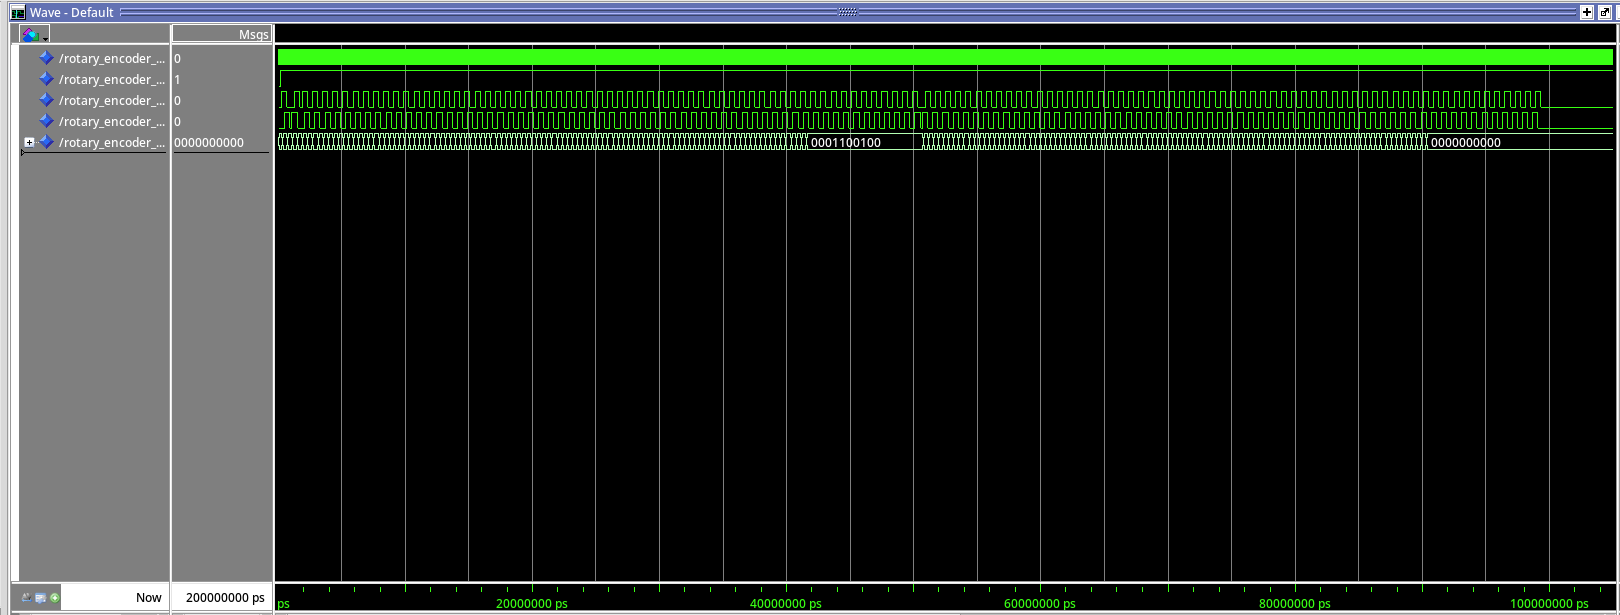 Wave - Default
Msgs
/rotary_encoder_... 0
/rotary_encoder_... 1
/rotary_encoder_... 0
/rotary_encoder_... 0
/rotary_encoder_... 0000000000 0001100100 0000000000
Now 200000000 ps ps 20000000 ps 40000000 ps 60000000 ps 80000000 ps 100000000 ps